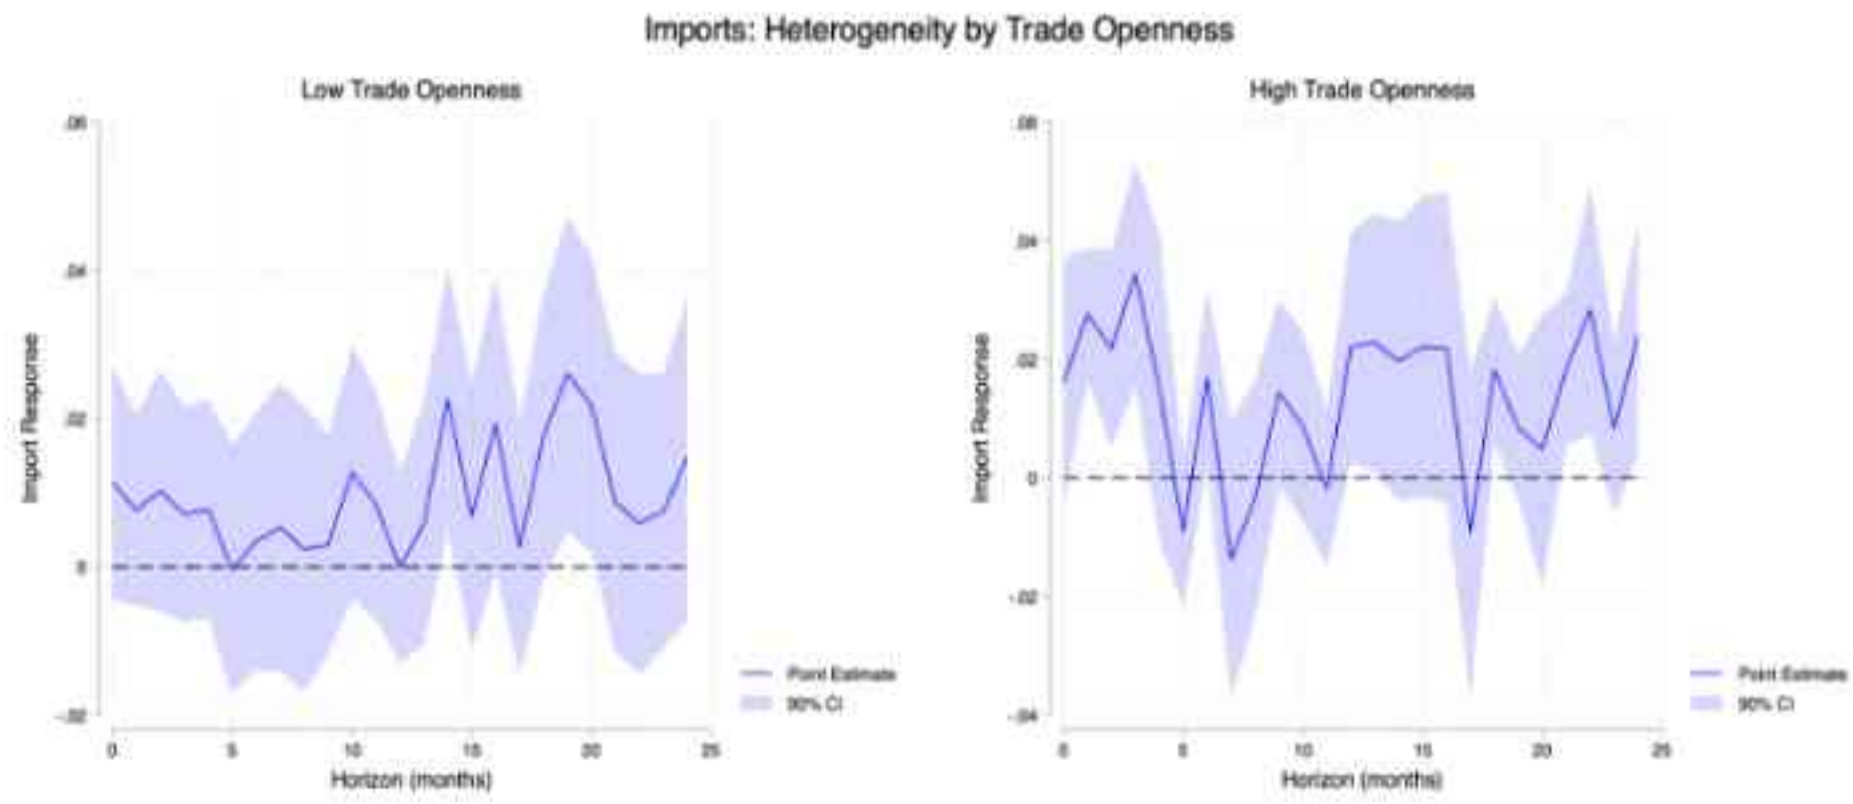 Imports: Heterogeneity by Trade Openness
Low Trade Openness
.06
.04
.02
0
-.02
Import Response
0 5 10 15 20 25
Horizon (months)
Point Estimate
90% CI
High Trade Openness
.06
.04
.02
0
-.02
-.04
Import Response
0 5 10 15 20 25
Horizon (months)
Point Estimate
90% CI